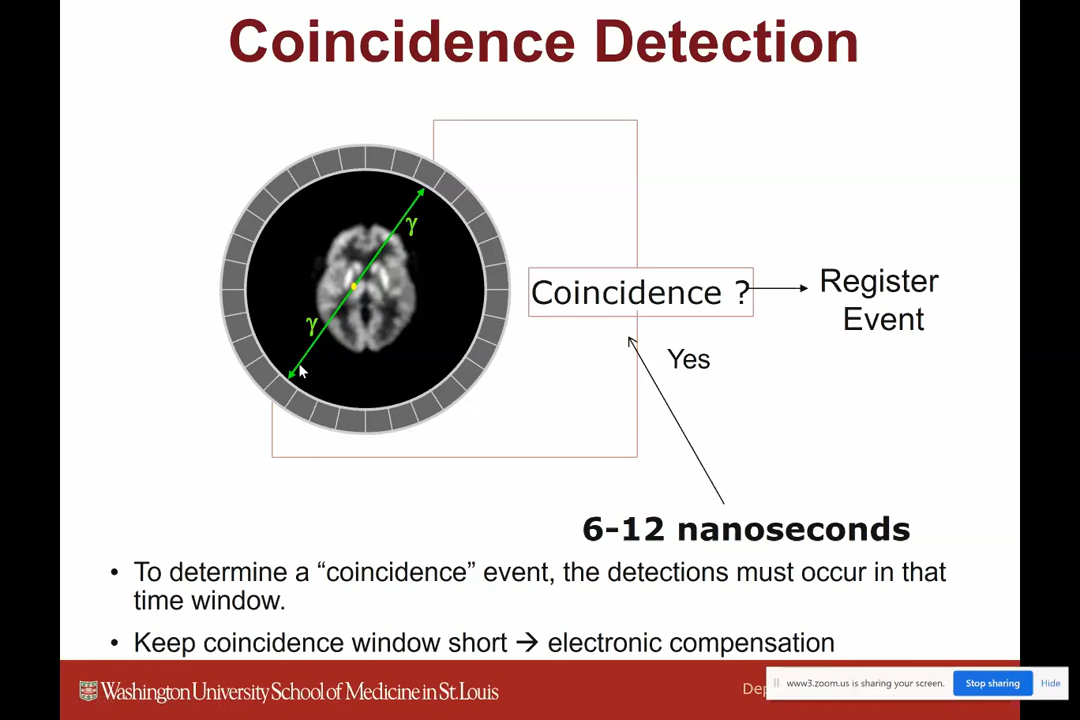 Coincidence Detection
γ
γ
Coincidence ?
Register
Event
Yes
6-12 nanoseconds
• To determine a “coincidence” event, the detections must occur in that
time window.
• Keep coincidence window short → electronic compensation
Washington University School of Medicine in St. Louis
www3.zoom.us is sharing your screen.
Stop sharing
Hide